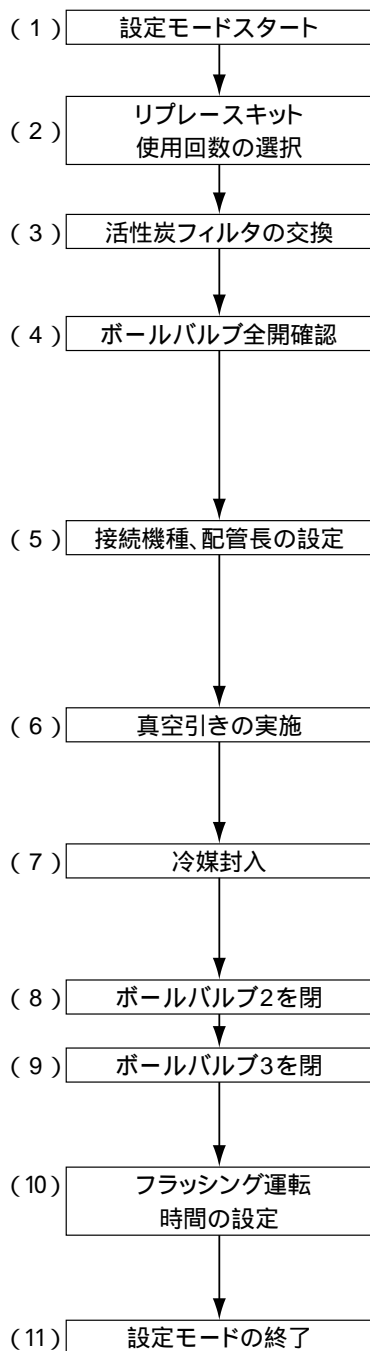 （１） 設定モードスタート
（２） リプレースキット
使用回数の選択
（３） 活性炭フィルタの交換
（４） ボールバルブ全開確認
（５） 接続機種、配管長の設定
（６） 真空引きの実施
（７） 冷媒封入
（８） ボールバルブ2を閉
（９） ボールバルブ3を閉
（10） フラッシング運転
時間の設定
（11） 設定モードの終了